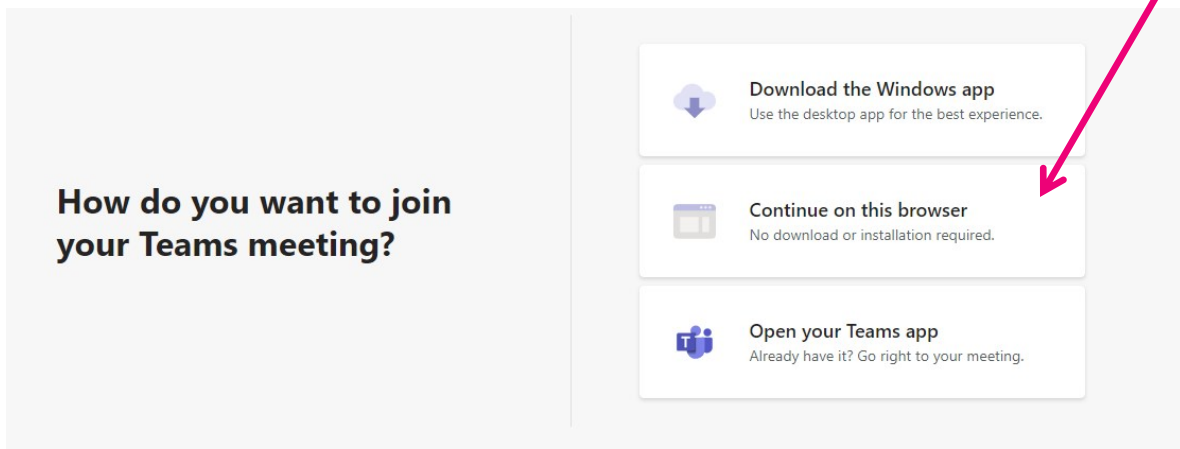 How do you want to join
your Teams meeting?
Download the Windows app
Use the desktop app for the best experience.
Continue on this browser
No download or installation required.
Open your Teams app
Already have it? Go right to your meeting.